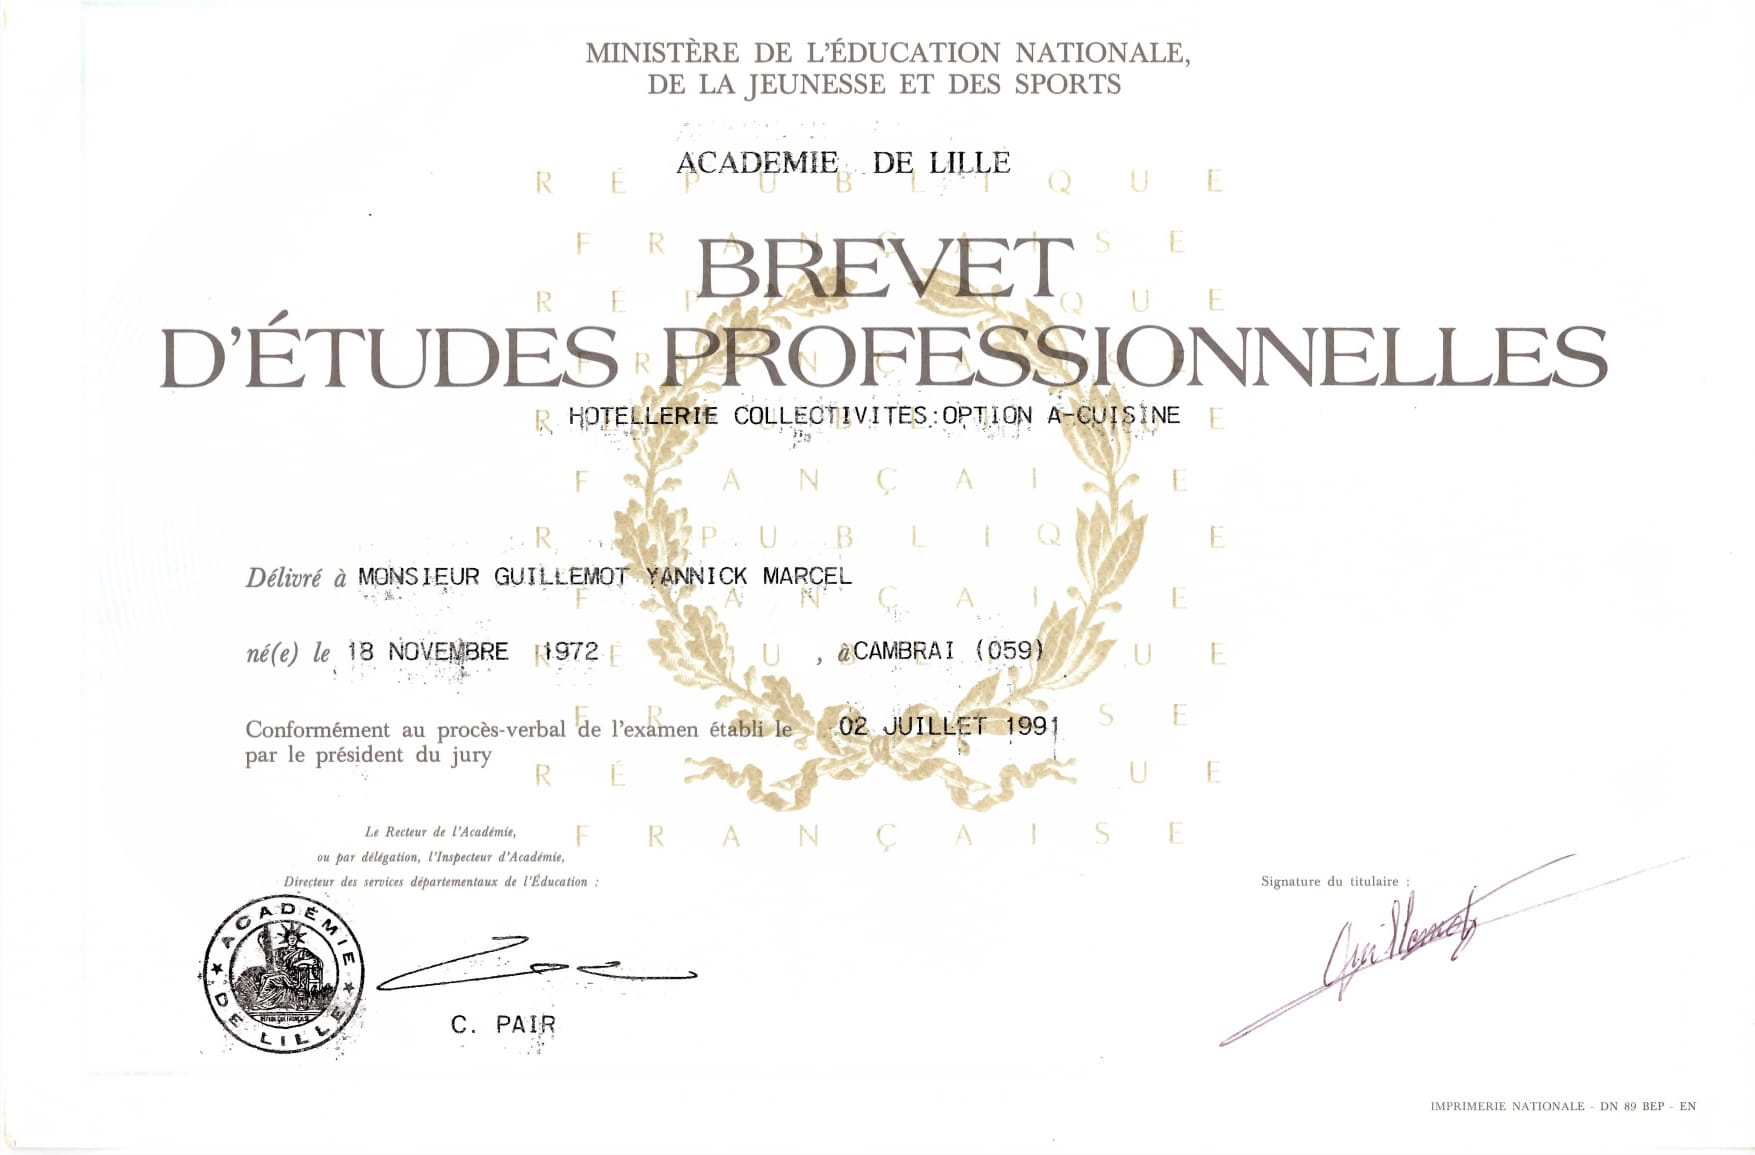 MINISTÈRE DE L'ÉDUCATION NATIONALE,
DE LA JEUNESSE ET DES SPORTS
ACADEMIE DE LILLE
BREVET
D'ÉTUDES PROFESSIONNELLES
HOTELLERIE COLLECTIVITES:OPTION A-CUISINE
Délivré à MONSIEUR GUILLEMOT YANNICK MARCEL
né(e) le 18 NOVEMBRE 1972 , à CAMBRAI (059)
Conformément au procès-verbal de l'examen établi le 02 JUILLET 1991
par le président du jury
Le Recteur de l'Académie,
ou par délégation, l'Inspecteur d'Académie,
Directeur des services départementaux de l'Éducation :
Signature du titulaire :
Guillemot
ACADÉMIE DE LILLE
RÉPUBLIQUE FRANÇAISE
C. PAIR
IMPRIMERIE NATIONALE - DN 89 BEP - EN
RÉPUBLIQUE
FRANÇAISE